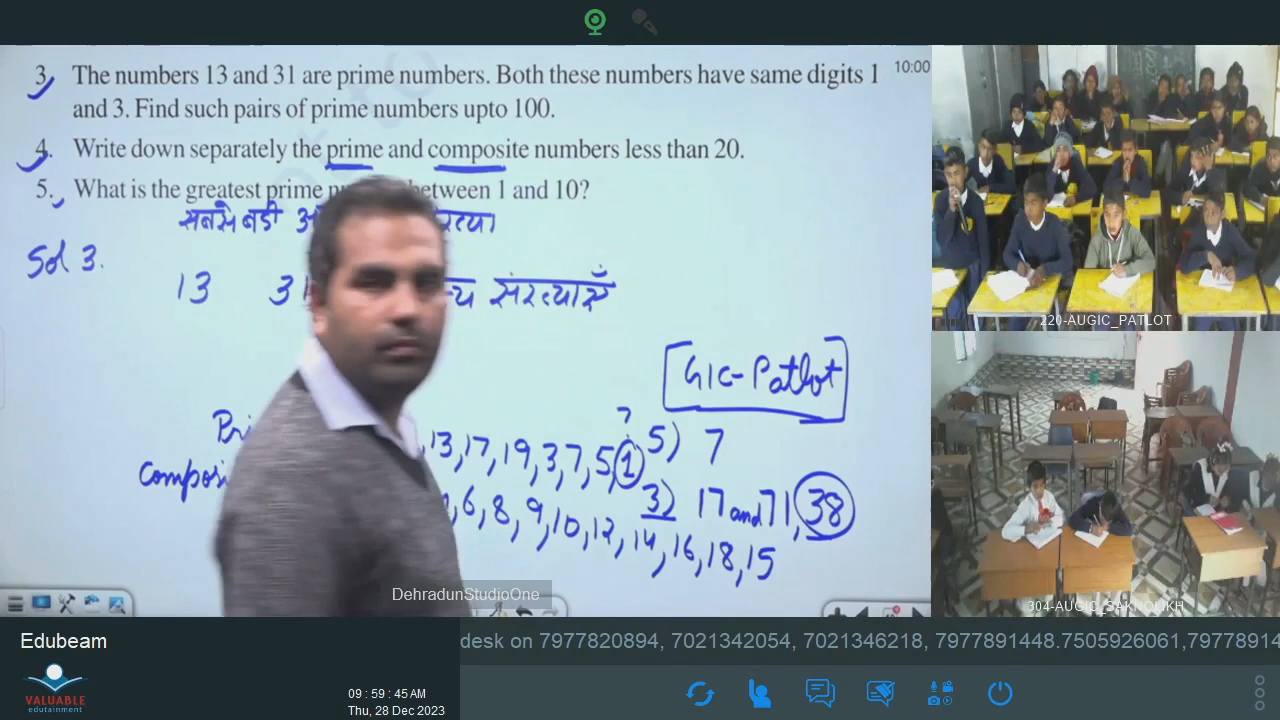 3. The numbers 13 and 31 are prime numbers. Both these numbers have same digits 1
and 3. Find such pairs of prime numbers upto 100.
10:00
4. Write down separately the prime and composite numbers less than 20.
5. What is the greatest prime between 1 and 10?
सबसे बड़ी
Sol 3.
13 31 संख्याएँ
GIC-Patlot
7
13, 17, 19, 3, 7, 5, 1
5) 7
3) 17 and 71, 38
6, 8, 9, 10, 12, 14, 16, 18, 15
DehradunStudioOne
220-AUGIC_PATLOT
304-AUGIC_SAKNOLIKH
Edubeam
desk on 7977820894, 7021342054, 7021346218, 7977891448.7505926061,7977891
VALUABLE
edutainment
09 : 59 : 45 AM
Thu, 28 Dec 2023